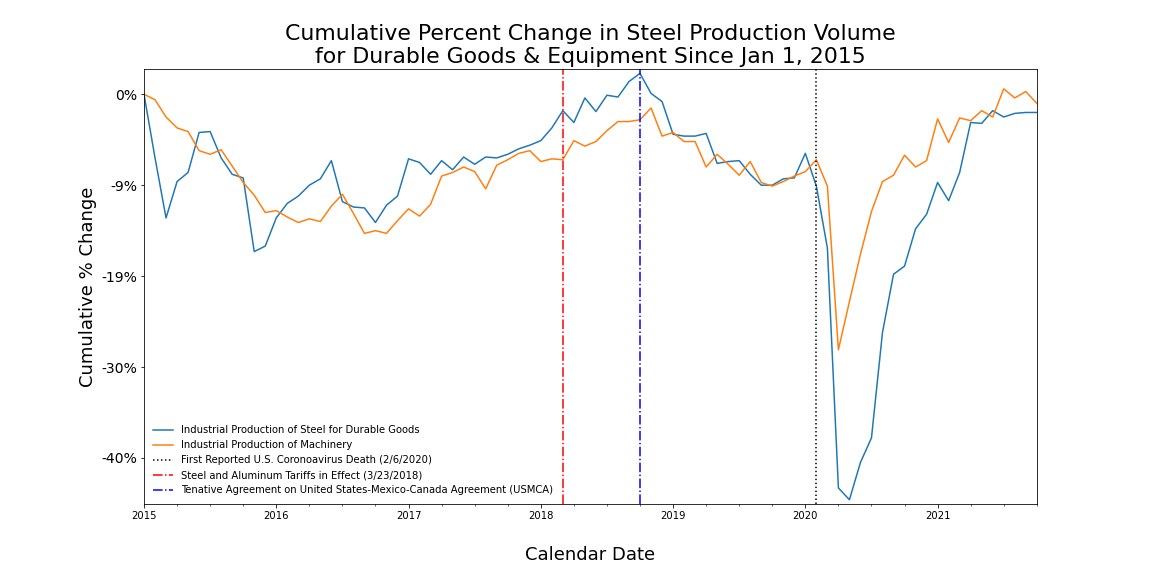 Cumulative Percent Change in Steel Production Volume
for Durable Goods & Equipment Since Jan 1, 2015
Cumulative % Change
0%
-9%
-19%
-30%
-40%
Industrial Production of Steel for Durable Goods
Industrial Production of Machinery
First Reported U.S. Coronoavirus Death (2/6/2020)
Steel and Aluminum Tariffs in Effect (3/23/2018)
Tenative Agreement on United States-Mexico-Canada Agreement (USMCA)
2015 2016 2017 2018 2019 2020 2021
Calendar Date